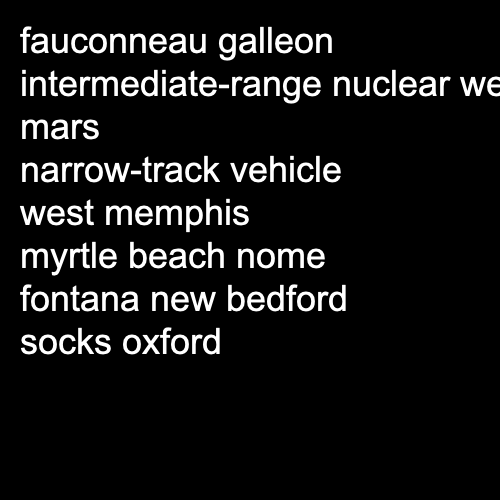 fauconneau galleon
intermediate-range nuclear we
mars
narrow-track vehicle
west memphis
myrtle beach nome
fontana new bedford
socks oxford